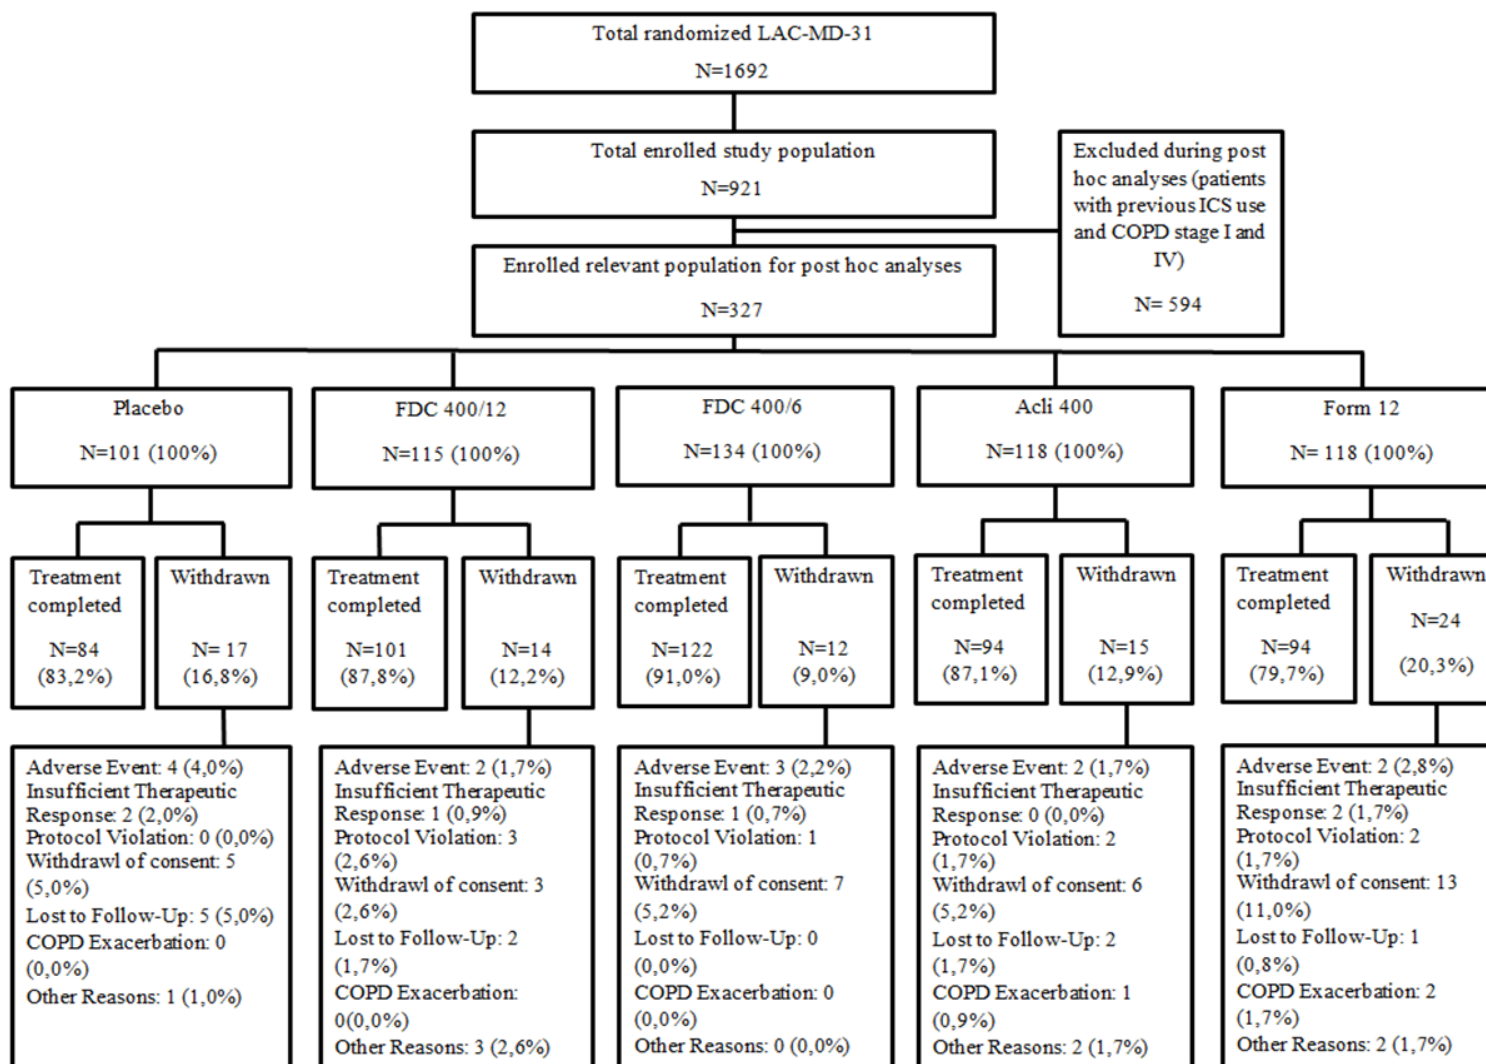 Total randomized LAC-MD-31
N=1692
Total enrolled study population
N=921
Excluded during post
hoc analyses (patients
with previous ICS use
and COPD stage I and
IV)
N= 594
Enrolled relevant population for post hoc analyses
N=327
Placebo
N=101 (100%)
FDC 400/12
N=115 (100%)
FDC 400/6
N=134 (100%)
Acli 400
N=118 (100%)
Form 12
N= 118 (100%)
Treatment
completed
N=84
(83,2%)
Withdrawn
N= 17
(16,8%)
Treatment
completed
N=101
(87,8%)
Withdrawn
N=14
(12,2%)
Treatment
completed
N=122
(91,0%)
Withdrawn
N=12
(9,0%)
Treatment
completed
N=94
(87,1%)
Withdrawn
N=15
(12,9%)
Treatment
completed
N=94
(79,7%)
Withdrawn
N=24
(20,3%)
Adverse Event: 4 (4,0%)
Insufficient Therapeutic
Response: 2 (2,0%)
Protocol Violation: 0 (0,0%)
Withdrawl of consent: 5
(5,0%)
Lost to Follow-Up: 5 (5,0%)
COPD Exacerbation: 0
(0,0%)
Other Reasons: 1 (1,0%)
Adverse Event: 2 (1,7%)
Insufficient Therapeutic
Response: 1 (0,9%)
Protocol Violation: 3
(2,6%)
Withdrawl of consent: 3
(2,6%)
Lost to Follow-Up: 2
(1,7%)
COPD Exacerbation:
0(0,0%)
Other Reasons: 3 (2,6%)
Adverse Event: 3 (2,2%)
Insufficient Therapeutic
Response: 1 (0,7%)
Protocol Violation: 1
(0,7%)
Withdrawl of consent: 7
(5,2%)
Lost to Follow-Up: 0
(0,0%)
COPD Exacerbation: 0
(0,0%)
Other Reasons: 0 (0,0%)
Adverse Event: 2 (1,7%)
Insufficient Therapeutic
Response: 0 (0,0%)
Protocol Violation: 2
(1,7%)
Withdrawl of consent: 6
(5,2%)
Lost to Follow-Up: 2
(1,7%)
COPD Exacerbation: 1
(0,9%)
Other Reasons: 2 (1,7%)
Adverse Event: 2 (2,8%)
Insufficient Therapeutic
Response: 2 (1,7%)
Protocol Violation: 2
(1,7%)
Withdrawl of consent: 13
(11,0%)
Lost to Follow-Up: 1
(0,8%)
COPD Exacerbation: 2
(1,7%)
Other Reasons: 2 (1,7%)